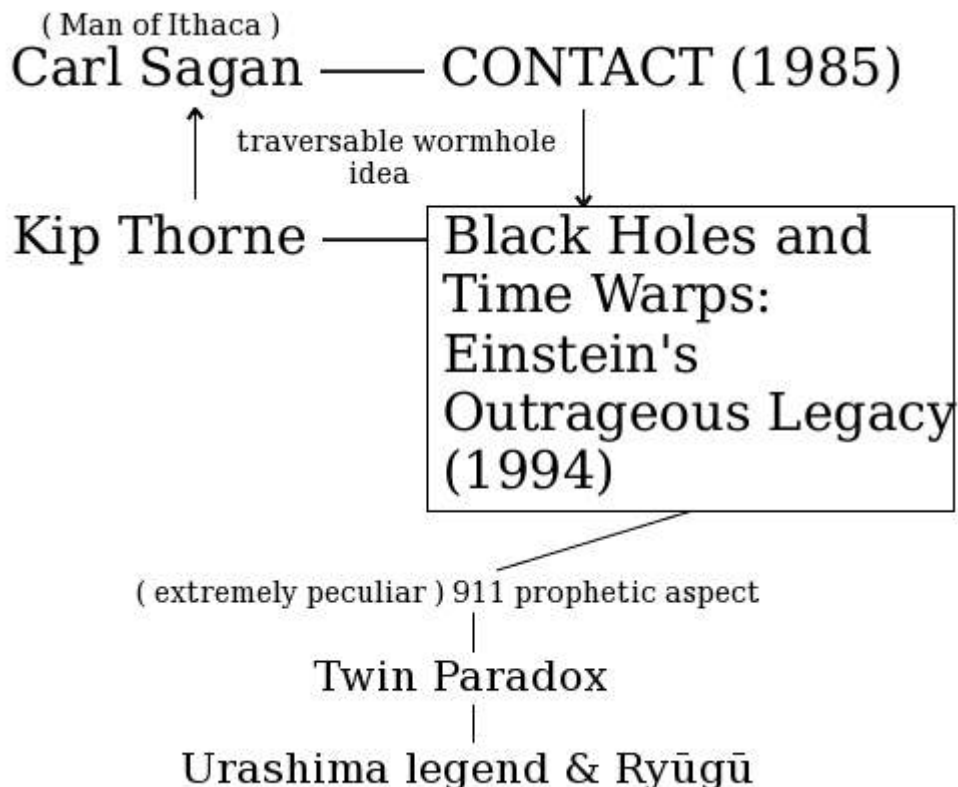 ( Man of Ithaca )
Carl Sagan
CONTACT (1985)
traversable wormhole
idea
Kip Thorne
Black Holes and
Time Warps:
Einstein's
Outrageous Legacy
(1994)
( extremely peculiar ) 911 prophetic aspect
Twin Paradox
Urashima legend & Ryūgū